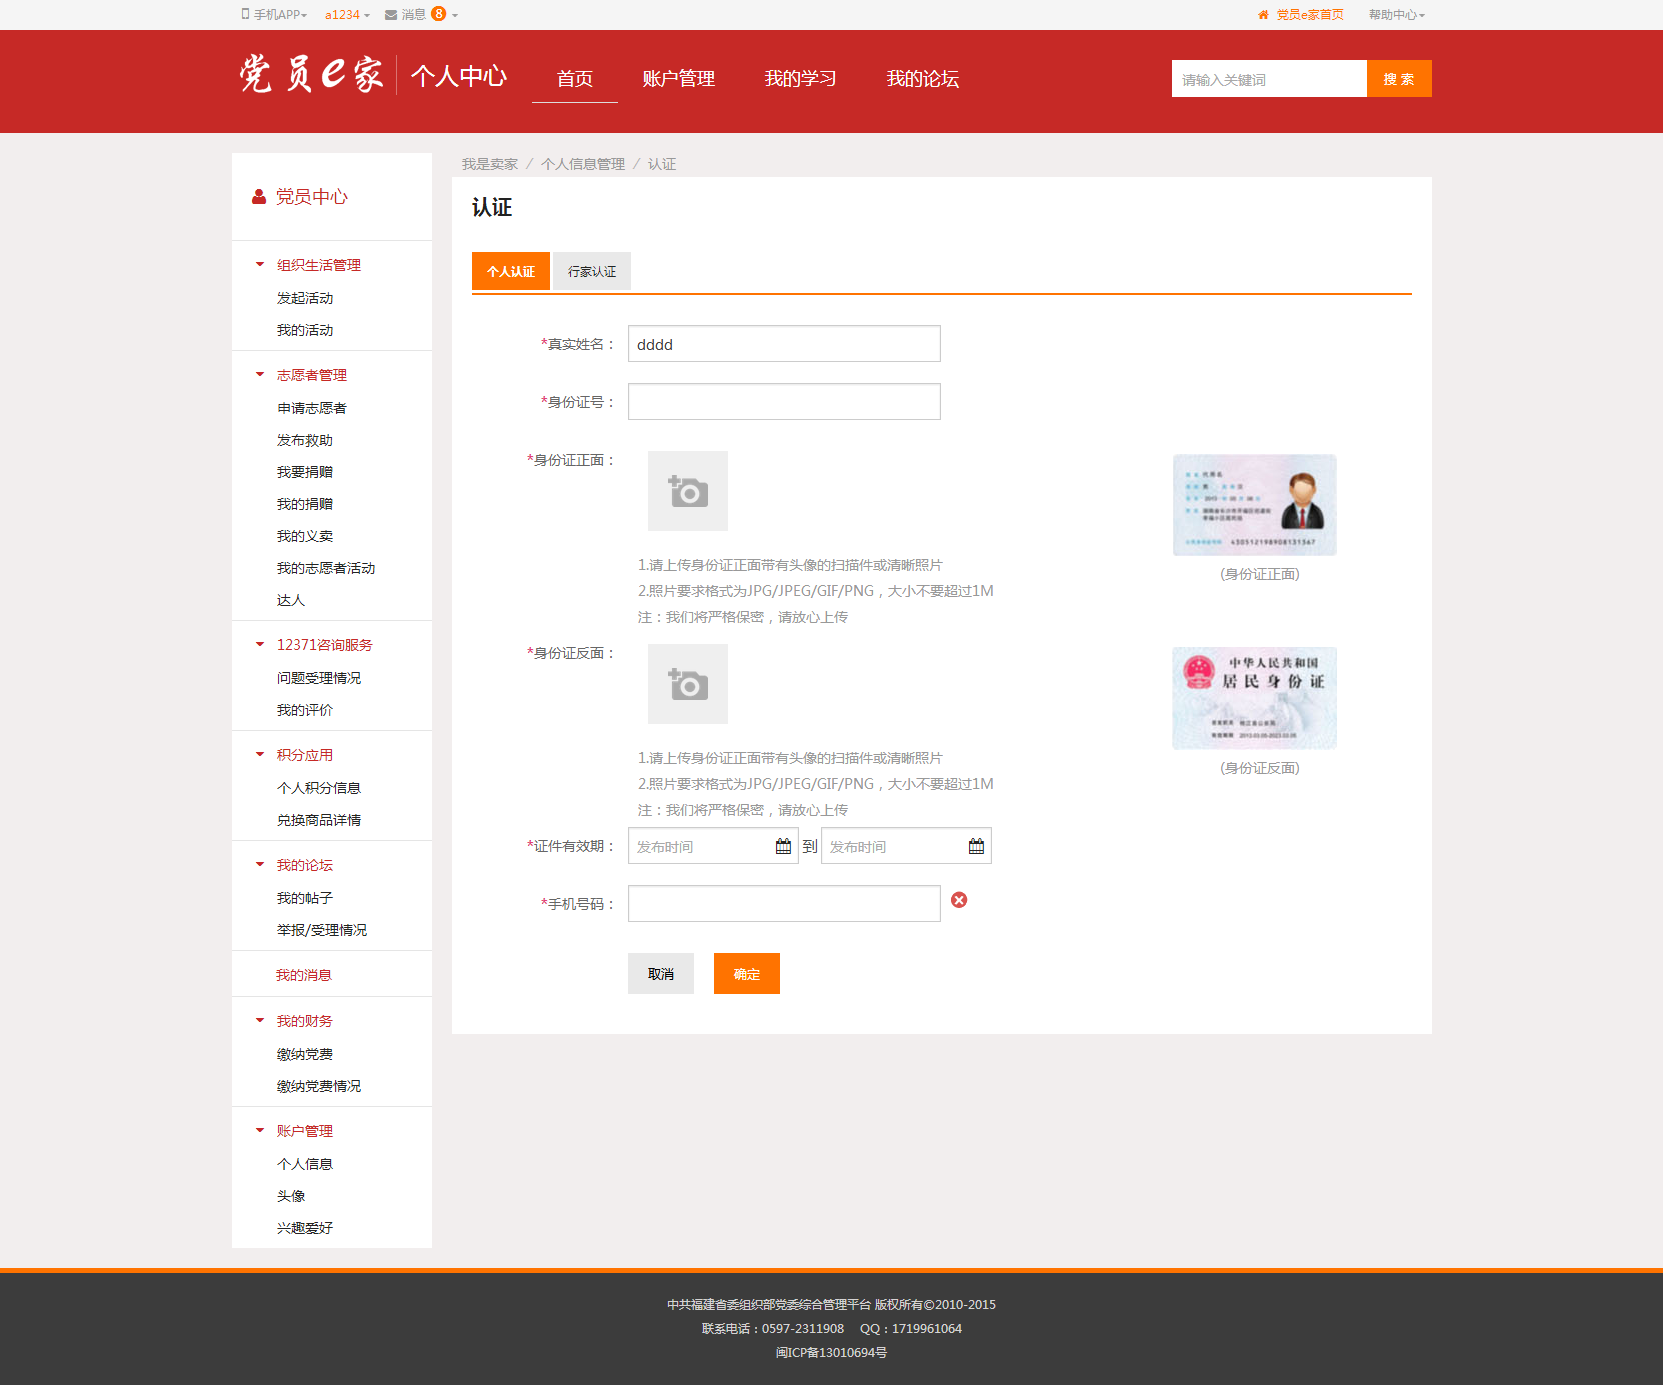 手机APP a1234 消息 8 党员e家首页 帮助中心
党员e家 个人中心 首页 账户管理 我的学习 我的论坛 请输入关键词 搜 索
党员中心
组织生活管理
发起活动
我的活动
志愿者管理
申请志愿者
发布救助
我要捐赠
我的捐赠
我的义卖
我的志愿者活动
达人
12371咨询服务
问题受理情况
我的评价
积分应用
个人积分信息
兑换商品详情
我的论坛
我的帖子
举报/受理情况
我的消息
我的财务
缴纳党费
缴纳党费情况
账户管理
个人信息
头像
兴趣爱好
我是卖家 / 个人信息管理 / 认证
认证
个人认证 行家认证
*真实姓名： dddd
*身份证号：
*身份证正面：
1.请上传身份证正面带有头像的扫描件或清晰照片
2.照片要求格式为JPG/JPEG/GIF/PNG，大小不要超过1M
注：我们将严格保密，请放心上传
430512198908131367
(身份证正面)
*身份证反面：
1.请上传身份证正面带有头像的扫描件或清晰照片
2.照片要求格式为JPG/JPEG/GIF/PNG，大小不要超过1M
注：我们将严格保密，请放心上传
中华人民共和国
居民身份证
(身份证反面)
*证件有效期： 发布时间 到 发布时间
*手机号码：
取消 确定
中共福建省委组织部党委综合管理平台 版权所有©2010-2015
联系电话：0597-2311908 QQ：1719961064
闽ICP备13010694号